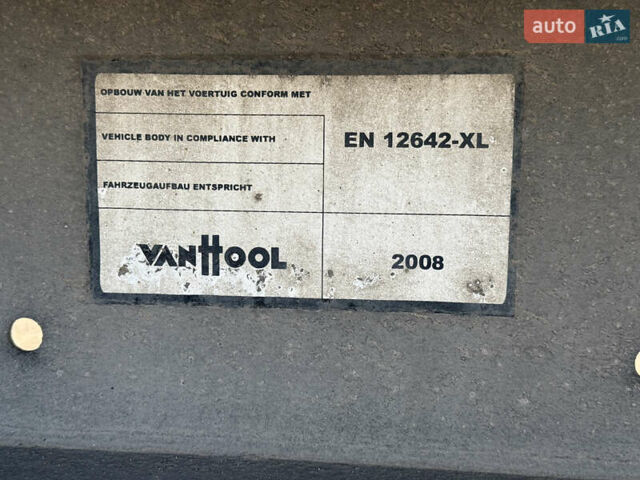 auto RIA
.com
OPBOUW VAN HET VOERTUIG CONFORM MET
VEHICLE BODY IN COMPLIANCE WITH
EN 12642-XL
FAHRZEUGAUFBAU ENTSPRICHT
VANHOOL
2008